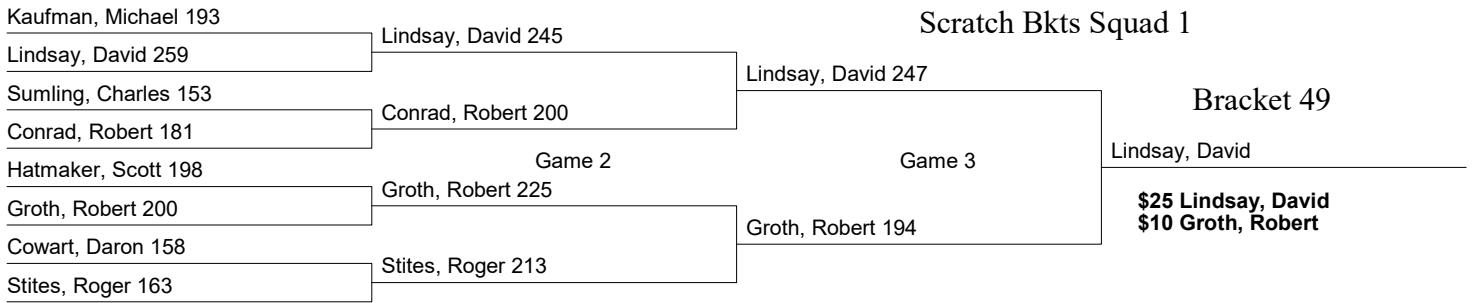 Scratch Bkts Squad 1
Bracket 49
Kaufman, Michael 193
Lindsay, David 259
Sumling, Charles 153
Conrad, Robert 181
Hatmaker, Scott 198
Groth, Robert 200
Cowart, Daron 158
Stites, Roger 163
Lindsay, David 245
Conrad, Robert 200
Game 2
Groth, Robert 225
Stites, Roger 213
Lindsay, David 247
Game 3
Groth, Robert 194
Lindsay, David
$25 Lindsay, David
$10 Groth, Robert